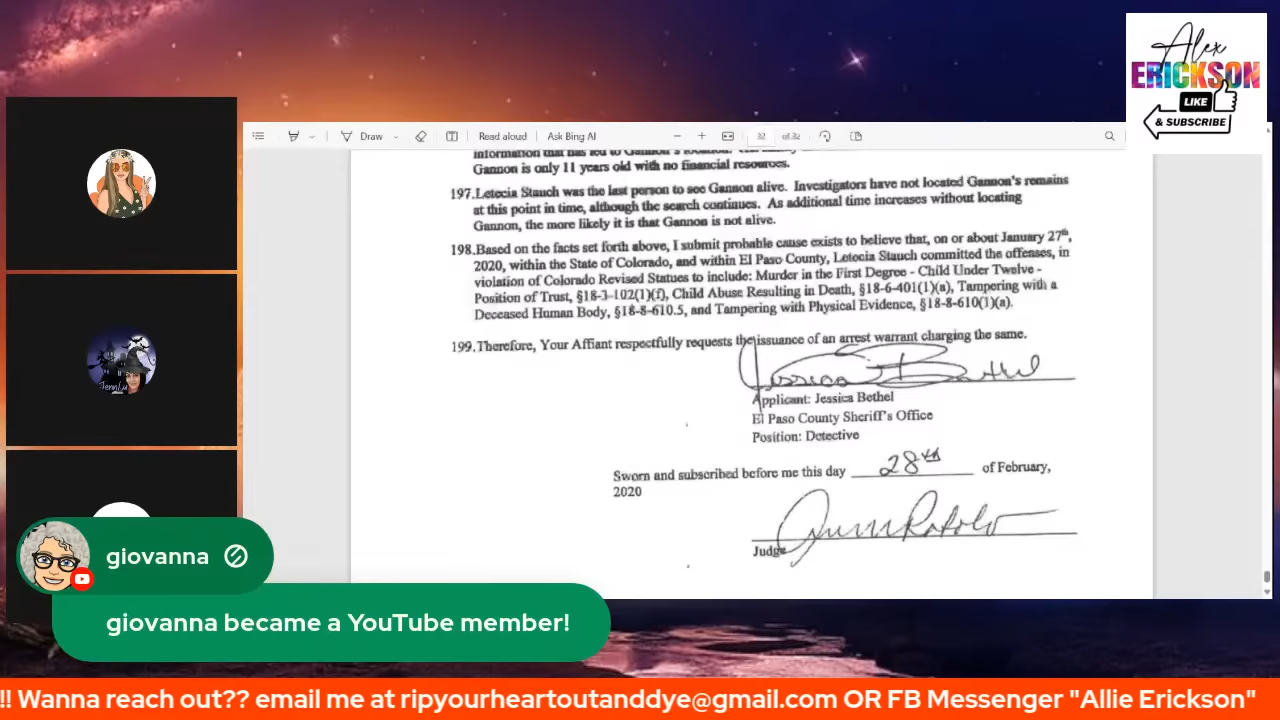 Alex
ERICKSON
LIKE
& SUBSCRIBE
Draw
Read aloud
Ask Bing AI
32 of 32
Gannon is only 11 years old with no financial resources.
197.Letecia Stauch was the last person to see Gannon alive. Investigators have not located Gannon's remains
at this point in time, although the search continues. As additional time increases without locating
Gannon, the more likely it is that Gannon is not alive.
198.Based on the facts set forth above, I submit probable cause exists to believe that, on or about January 27th,
2020, within the State of Colorado, and within El Paso County, Letecia Stauch committed the offenses, in
violation of Colorado Revised Statues to include: Murder in the First Degree - Child Under Twelve -
Position of Trust, §18-3-102(1)(f), Child Abuse Resulting in Death, §18-6-401(1)(a), Tampering with a
Deceased Human Body, §18-8-610.5, and Tampering with Physical Evidence, §18-8-610(1)(a).
199.Therefore, Your Affiant respectfully requests the issuance of an arrest warrant charging the same.
Jessica Bethel
Applicant: Jessica Bethel
El Paso County Sheriff's Office
Position: Detective
Sworn and subscribed before me this day 28th of February,
2020
Judge
giovanna
giovanna became a YouTube member!
!! Wanna reach out?? email me at ripyourheartoutanddye@gmail.com OR FB Messenger "Allie Erickson"